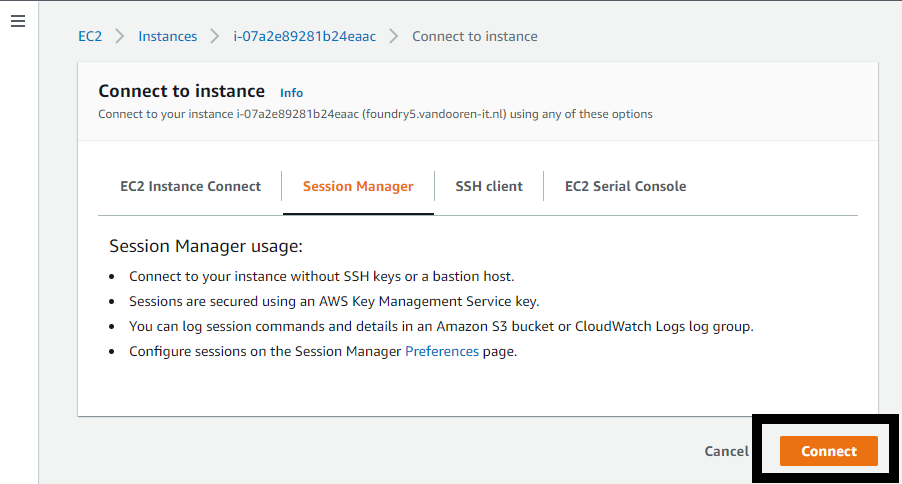 EC2 > Instances > i-07a2e89281b24eaac > Connect to instance
Connect to instance Info
Connect to your instance i-07a2e89281b24eaac (foundry5.vandooren-it.nl) using any of these options
EC2 Instance Connect Session Manager SSH client EC2 Serial Console
Session Manager usage:
• Connect to your instance without SSH keys or a bastion host.
• Sessions are secured using an AWS Key Management Service key.
• You can log session commands and details in an Amazon S3 bucket or CloudWatch Logs log group.
• Configure sessions on the Session Manager Preferences page.
Cancel Connect